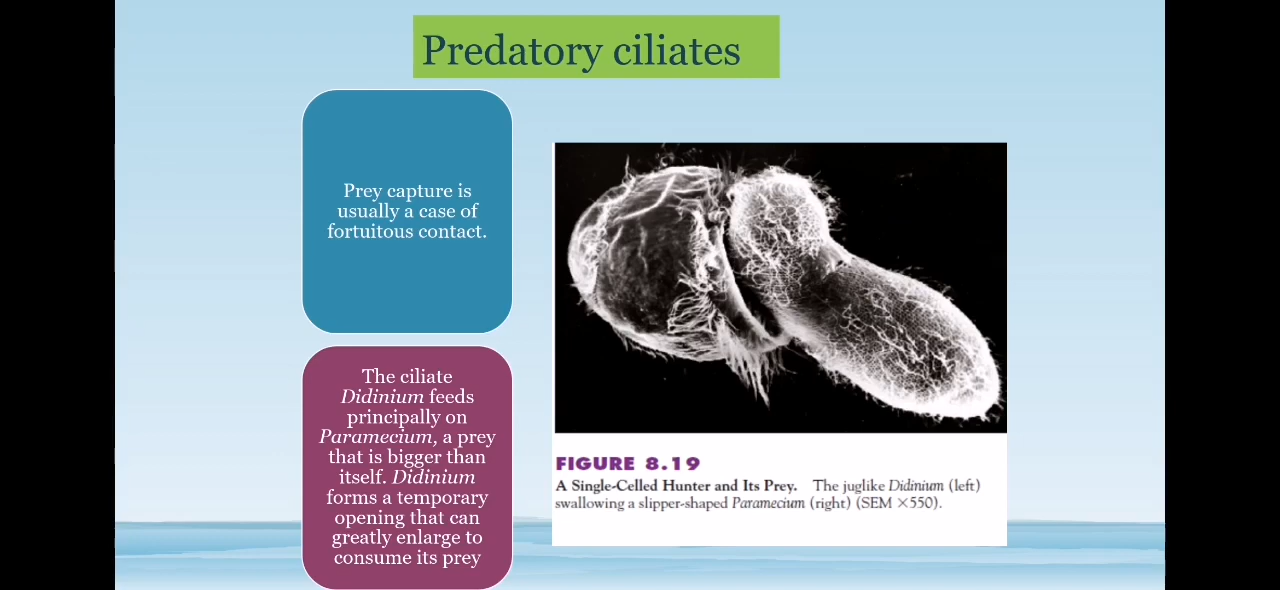 Predatory ciliates
Prey capture is
usually a case of
fortuitous contact.
The ciliate
Didinium feeds
principally on
Paramecium, a prey
that is bigger than
itself. Didinium
forms a temporary
opening that can
greatly enlarge to
consume its prey
FIGURE 8.19
A Single-Celled Hunter and Its Prey. The juglike Didinium (left)
swallowing a slipper-shaped Paramecium (right) (SEM ×550).